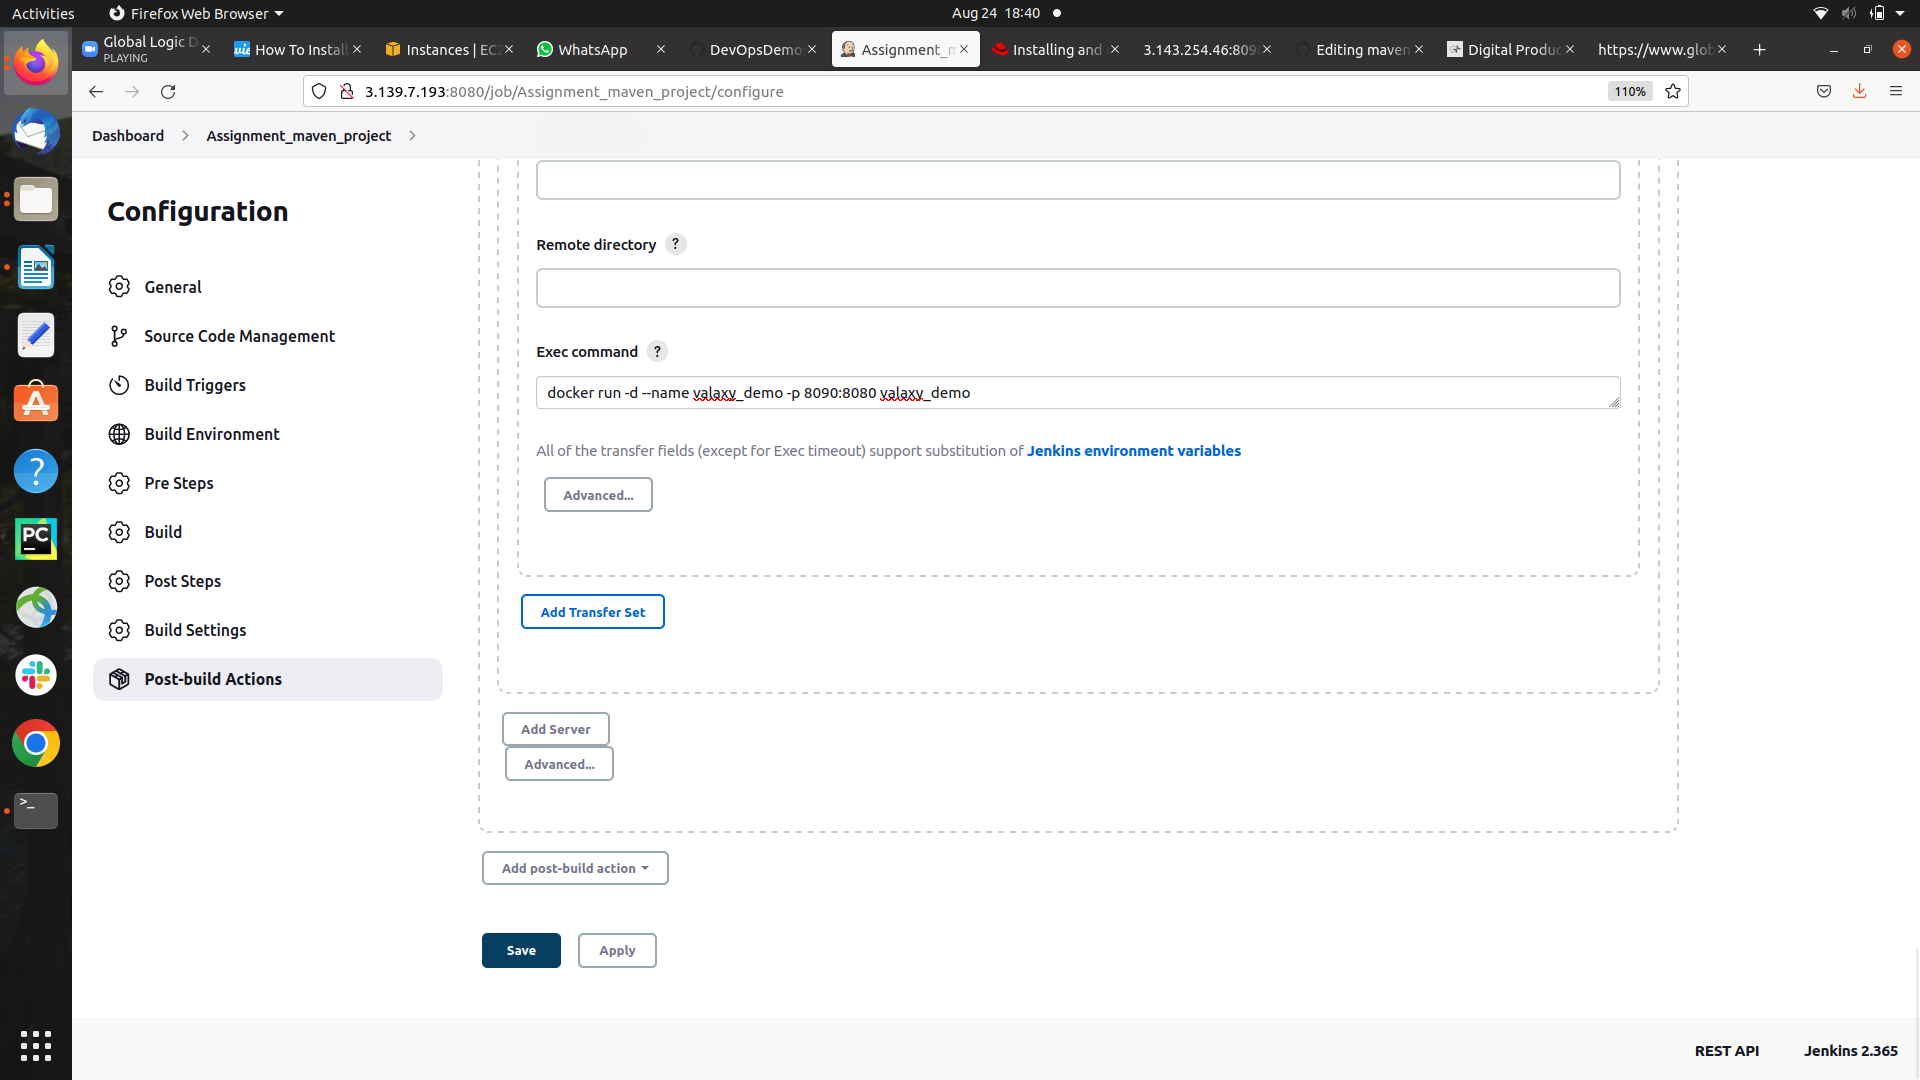 Activities
Firefox Web Browser
Aug 24 18:40
Global Logic D
PLAYING
How To Install
Instances | EC2
WhatsApp
DevOpsDemo
Assignment_m
Installing and
3.143.254.46:809
Editing maven
Digital Produc
https://www.glob
3.139.7.193:8080/job/Assignment_maven_project/configure
110%
Dashboard
Assignment_maven_project
Configuration
General
Source Code Management
Build Triggers
Build Environment
Pre Steps
Build
Post Steps
Build Settings
Post-build Actions
Remote directory ?
Exec command ?
docker run -d --name valaxy_demo -p 8090:8080 valaxy_demo
All of the transfer fields (except for Exec timeout) support substitution of Jenkins environment variables
Advanced...
Add Transfer Set
Add Server
Advanced...
Add post-build action
Save
Apply
REST API
Jenkins 2.365